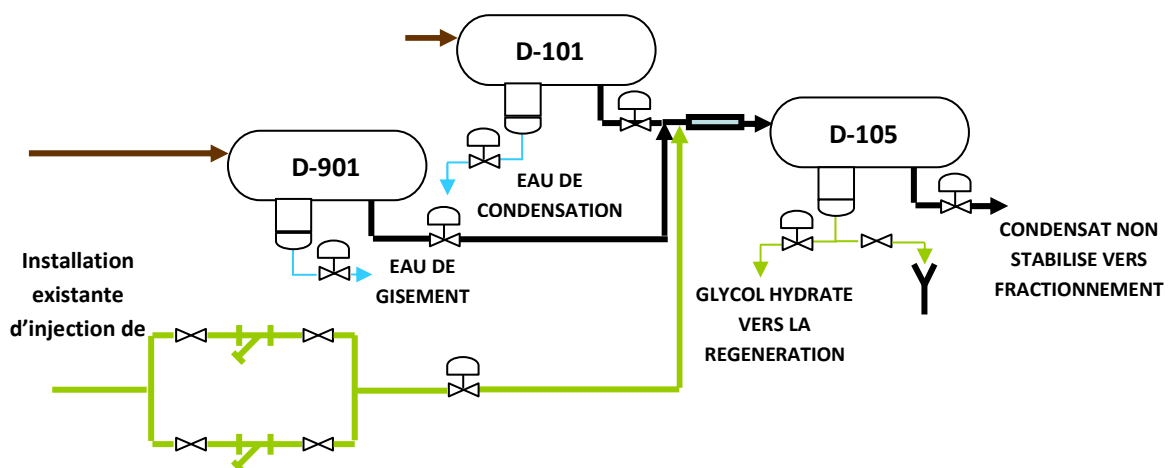 D-101
D-105
D-901
EAU DE
CONDENSATION
EAU DE
GISEMENT
CONDENSAT NON
STABILISE VERS
FRACTIONNEMENT
GLYCOL HYDRATE
VERS LA
REGENERATION
Installation
existante
d’injection de